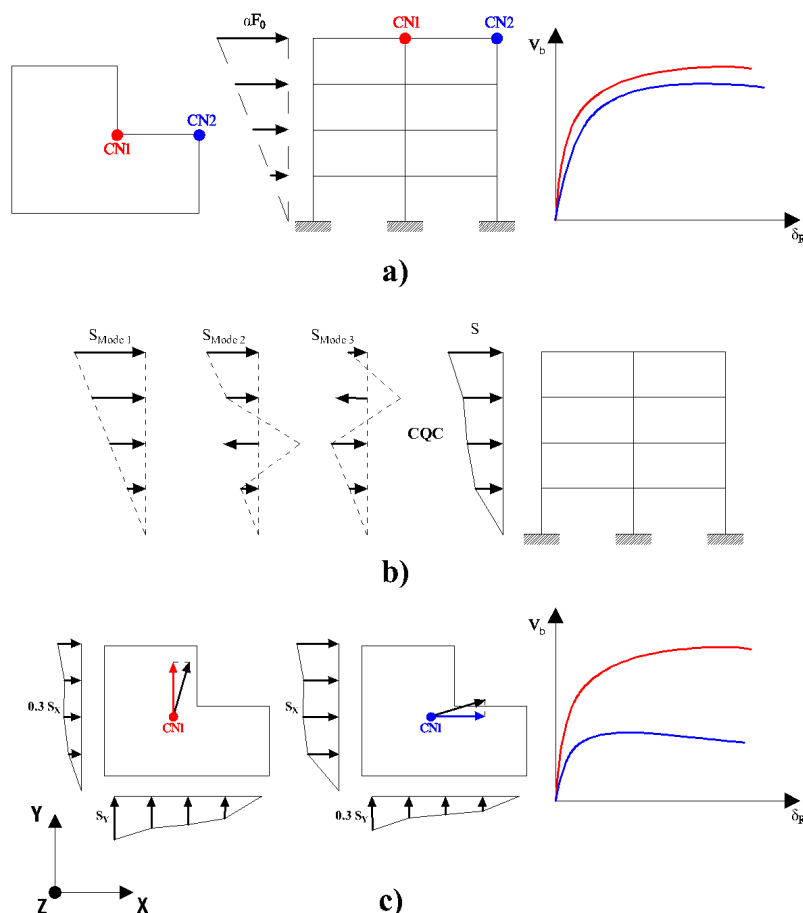 αF₀
CN1
CN2
V_b
CN2
CN1
δ_R
a)
S_Mode 1
S_Mode 2
S_Mode 3
S
CQC
b)
V_b
0.3 S_X
CN1
S_X
CN1
S_Y
0.3 S_Y
δ_R
Y
Z
X
c)